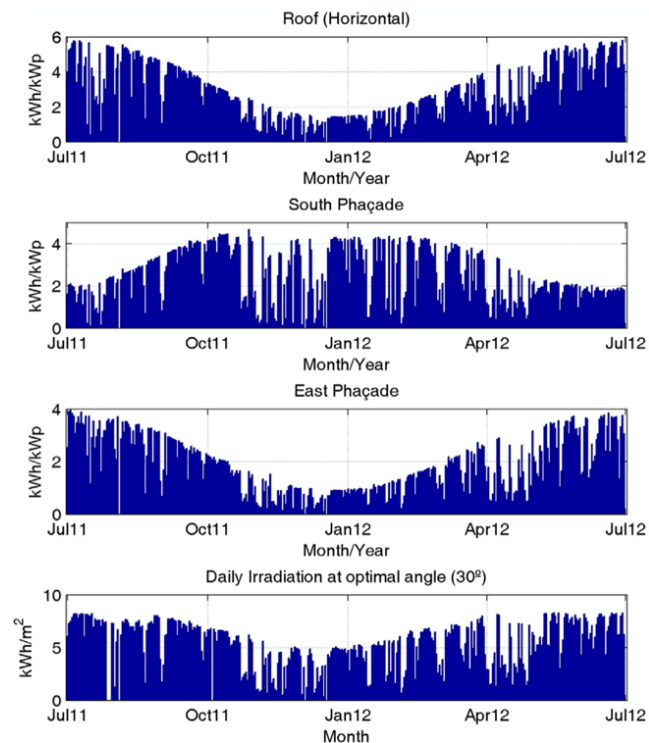 Roof (Horizontal)
6
4
2
0
kWh/kWp
Jul11 Oct11 Jan12 Apr12 Jul12
Month/Year
South Phaçade
4
2
0
kWh/kWp
Jul11 Oct11 Jan12 Apr12 Jul12
Month/Year
East Phaçade
4
2
0
kWh/kWp
Jul11 Oct11 Jan12 Apr12 Jul12
Month/Year
Daily Irradiation at optimal angle (30º)
10
5
0
kWh/m²
Jul11 Oct11 Jan12 Apr12 Jul12
Month